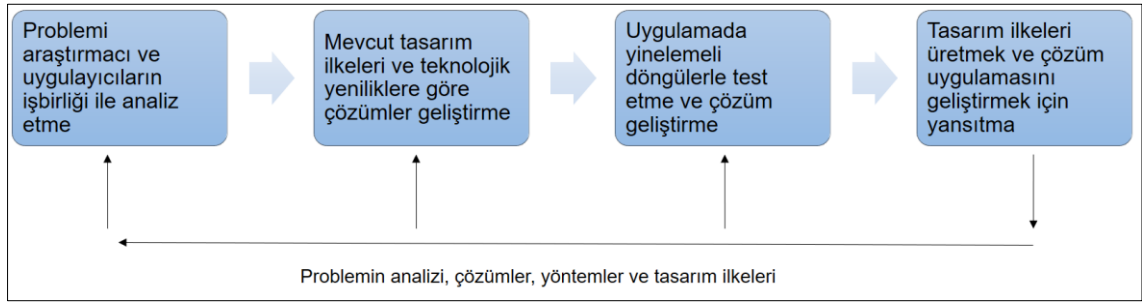 Problemi
araştırmacı ve
uygulayıcıların
işbirliği ile analiz
etme
Mevcut tasarım
ilkeleri ve teknolojik
yeniliklere göre
çözümler geliştirme
Uygulamada
yinelemeli
döngülerle test
etme ve çözüm
geliştirme
Tasarım ilkeleri
üretmek ve çözüm
uygulamasını
geliştirmek için
yansıtma
Problemin analizi, çözümler, yöntemler ve tasarım ilkeleri